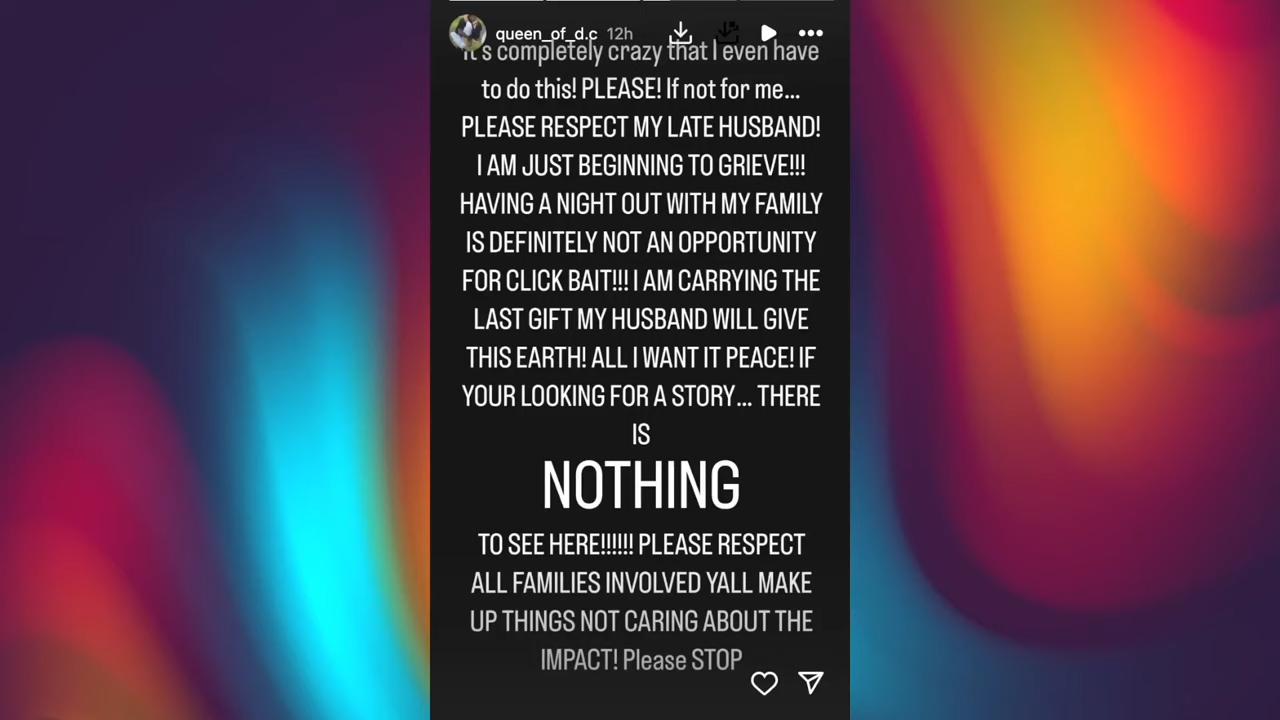 queen_of_d.c 12h
It's completely crazy that I even have
to do this! PLEASE! If not for me...
PLEASE RESPECT MY LATE HUSBAND!
I AM JUST BEGINNING TO GRIEVE!!!
HAVING A NIGHT OUT WITH MY FAMILY
IS DEFINITELY NOT AN OPPORTUNITY
FOR CLICK BAIT!!! I AM CARRYING THE
LAST GIFT MY HUSBAND WILL GIVE
THIS EARTH! ALL I WANT IT PEACE! IF
YOUR LOOKING FOR A STORY... THERE
IS
NOTHING
TO SEE HERE!!!!!! PLEASE RESPECT
ALL FAMILIES INVOLVED YALL MAKE
UP THINGS NOT CARING ABOUT THE
IMPACT! Please STOP